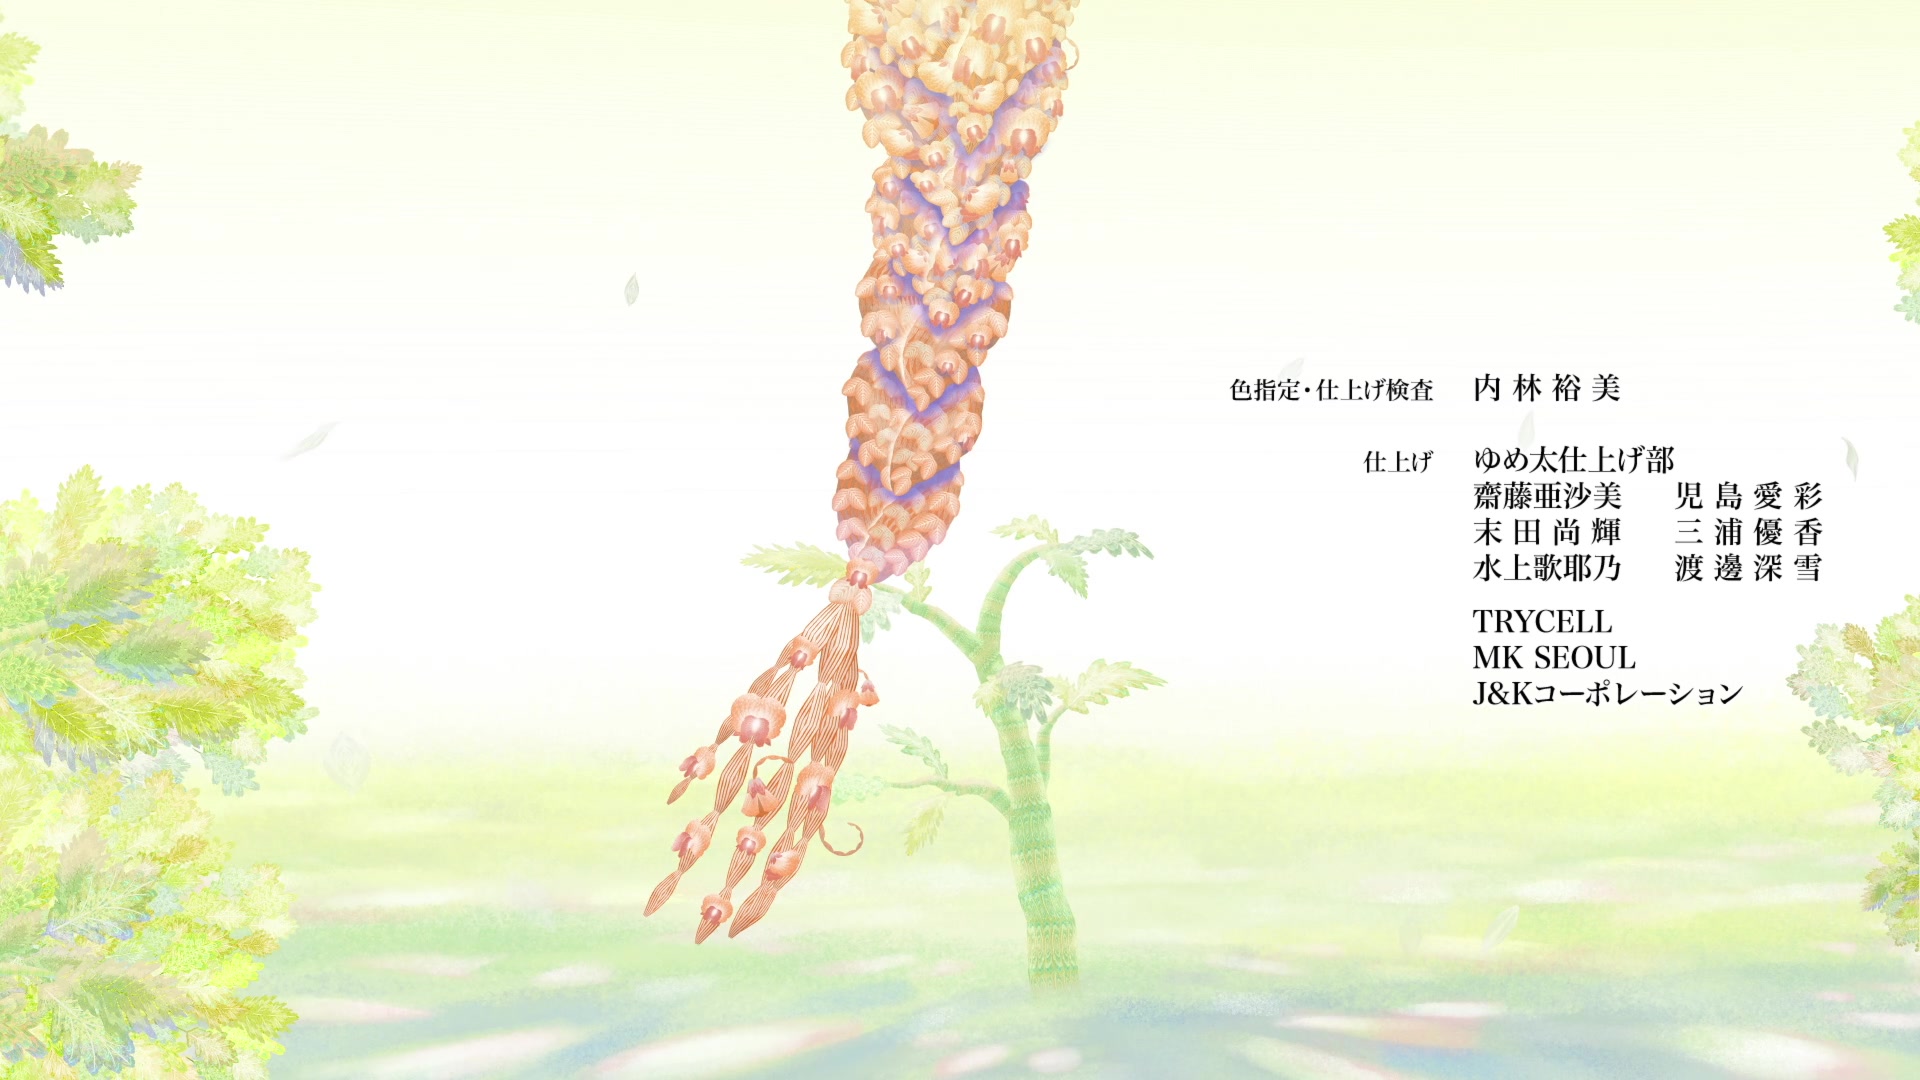 色指定・仕上げ検査 内林裕美
仕上げ ゆめ太仕上げ部
齋藤亜沙美 児島愛彩
末田尚輝 三浦優香
水上歌耶乃 渡邊深雪
TRYCELL
MK SEOUL
J&Kコーポレーション